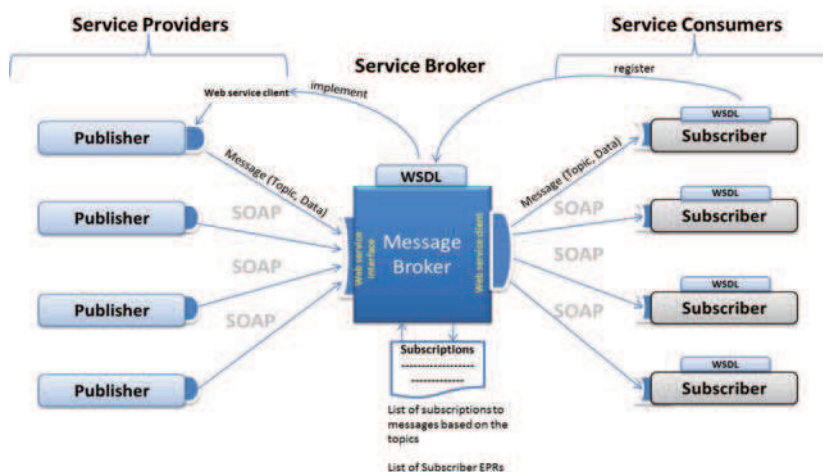 Service Providers
Service Consumers
Service Broker
register
implement
Web service client
WSDL
Publisher
Subscriber
Message (Topic, Data)
Message (Topic, Data)
WSDL
WSDL
Publisher
SOAP
SOAP
Subscriber
Web service
interface
Message
Broker
Web service client
SOAP
SOAP
WSDL
Publisher
SOAP
SOAP
Subscriber
Subscriptions
------------------
-------------
WSDL
Publisher
Subscriber
List of subscriptions to
messages based on the
topics
List of Subscriber EPRs